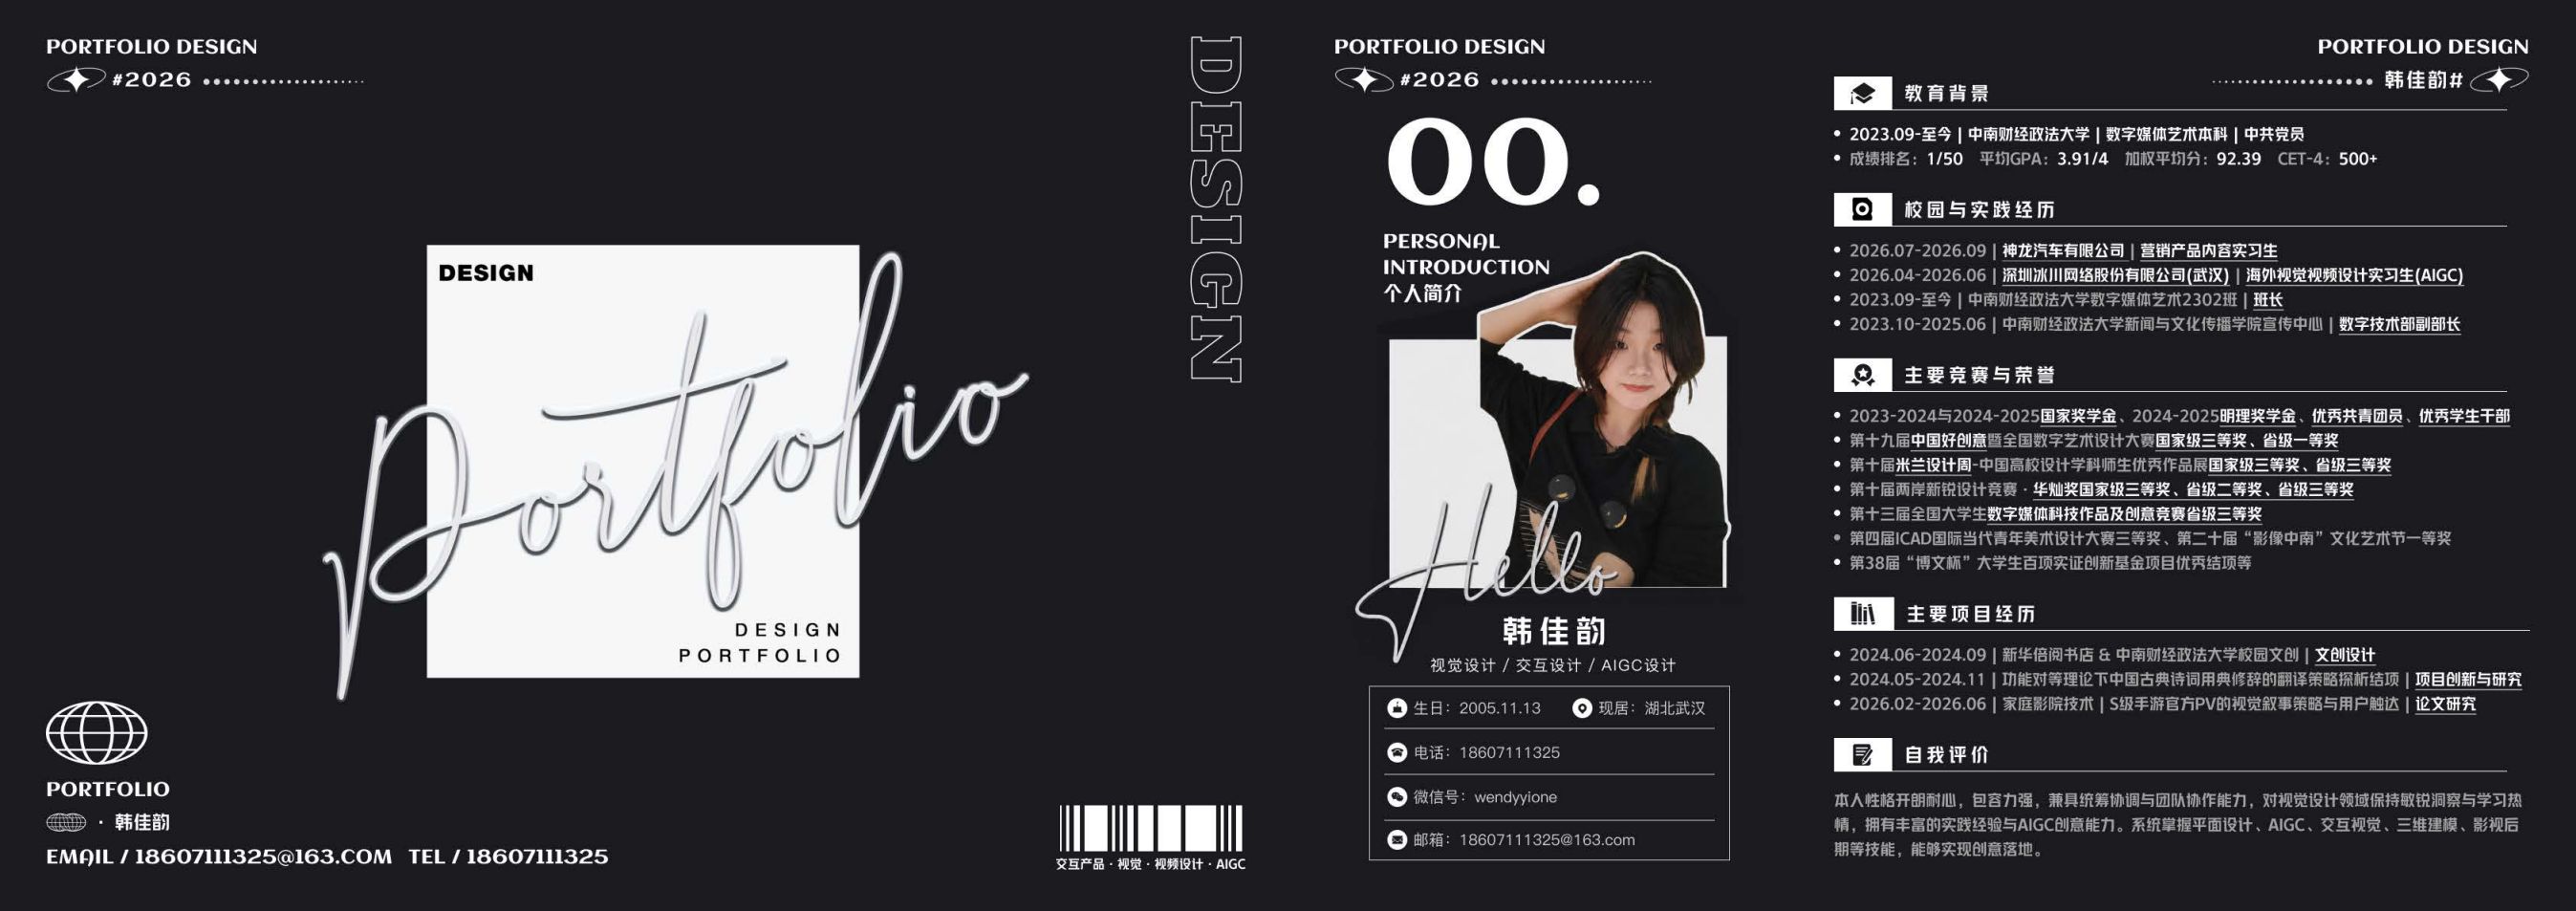 PORTFOLIO DESIGN
#2026
DESIGN
DESIGN
Portfolio
DESIGN
PORTFOLIO
PORTFOLIO
· 韩佳韵
EMAIL / 18607111325@163.COM TEL / 18607111325
交互产品 · 视觉 · 视频设计 · AIGC
PORTFOLIO DESIGN
#2026
00.
PERSONAL
INTRODUCTION
个人简介
Hello
韩佳韵
视觉设计 / 交互设计 / AIGC设计
生日：2005.11.13 现居：湖北武汉
电话：18607111325
微信号：wendyyione
邮箱：18607111325@163.com
PORTFOLIO DESIGN
韩佳韵#
教育背景
• 2023.09-至今 | 中南财经政法大学 | 数字媒体艺术本科 | 中共党员
• 成绩排名：1/50 平均GPA：3.91/4 加权平均分：92.39 CET-4：500+
校园与实践经历
• 2026.07-2026.09 | 神龙汽车有限公司 | 营销产品内容实习生
• 2026.04-2026.06 | 深圳冰川网络股份有限公司(武汉) | 海外视觉视频设计实习生(AIGC)
• 2023.09-至今 | 中南财经政法大学数字媒体艺术2302班 | 班长
• 2023.10-2025.06 | 中南财经政法大学新闻与文化传播学院宣传中心 | 数字技术部副部长
主要竞赛与荣誉
• 2023-2024与2024-2025国家奖学金、2024-2025明理奖学金、优秀共青团员、优秀学生干部
• 第十九届中国好创意暨全国数字艺术设计大赛国家级三等奖、省级一等奖
• 第十届米兰设计周-中国高校设计学科师生优秀作品展国家级三等奖、省级三等奖
• 第十届两岸新锐设计竞赛 · 华灿奖国家级三等奖、省级二等奖、省级三等奖
• 第十三届全国大学生数字媒体科技作品及创意竞赛省级三等奖
• 第四届ICAD国际当代青年美术设计大赛三等奖、第二十届“影像中南”文化艺术节一等奖
• 第38届“博文杯”大学生百项实证创新基金项目优秀结项等
主要项目经历
• 2024.06-2024.09 | 新华倍阅书店 & 中南财经政法大学校园文创 | 文创设计
• 2024.05-2024.11 | 功能对等理论下中国古典诗词用典修辞的翻译策略探析结项 | 项目创新与研究
• 2026.02-2026.06 | 家庭影院技术 | S级手游官方PV的视觉叙事策略与用户触达 | 论文研究
自我评价
本人性格开朗耐心，包容力强，兼具统筹协调与团队协作能力，对视觉设计领域保持敏锐洞察与学习热
情，拥有丰富的实践经验与AIGC创意能力。系统掌握平面设计、AIGC、交互视觉、三维建模、影视后
期等技能，能够实现创意落地。